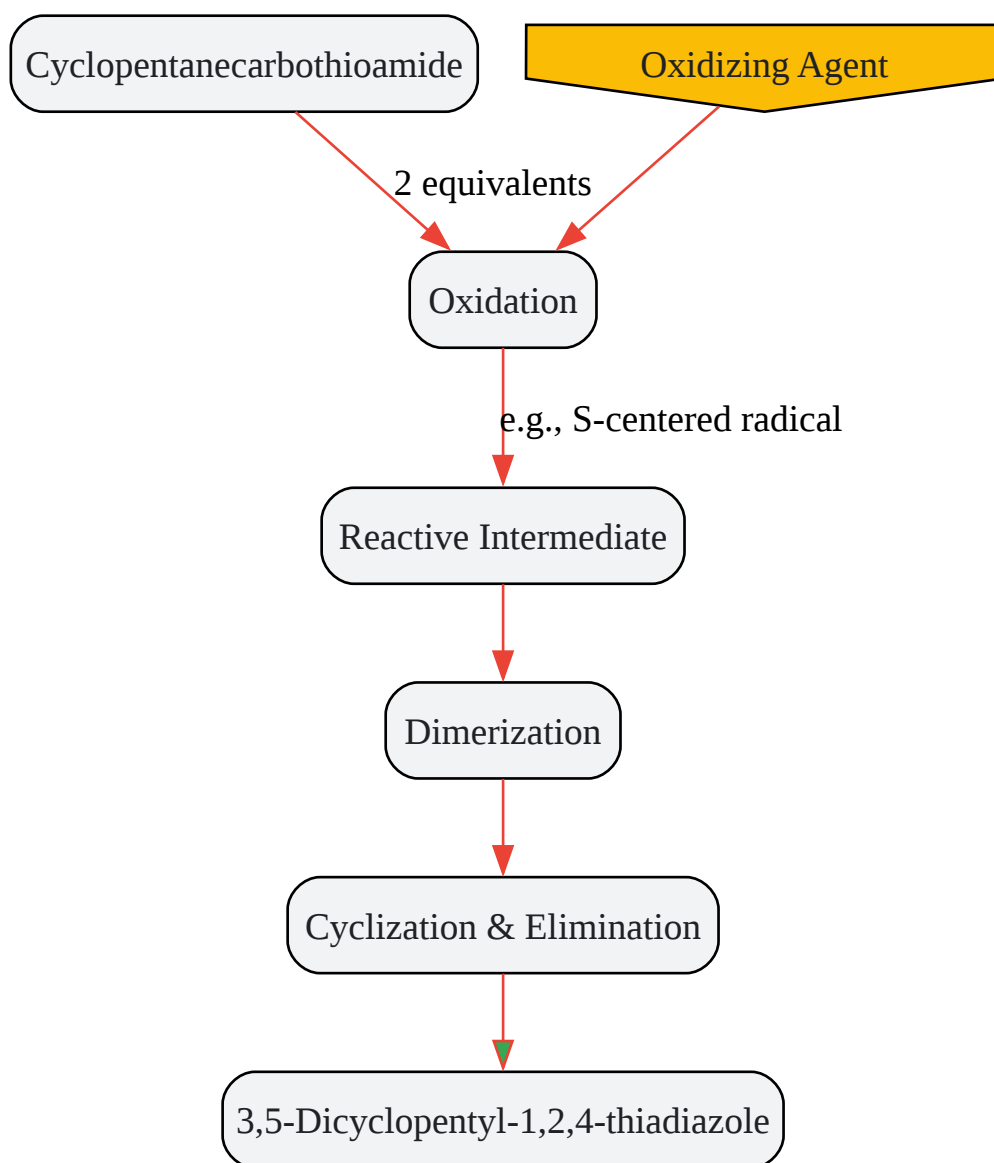 Cyclopentanecarbothioamide
Oxidizing Agent
2 equivalents
Oxidation
e.g., S-centered radical
Reactive Intermediate
Dimerization
Cyclization & Elimination
3,5-Dicyclopentyl-1,2,4-thiadiazole